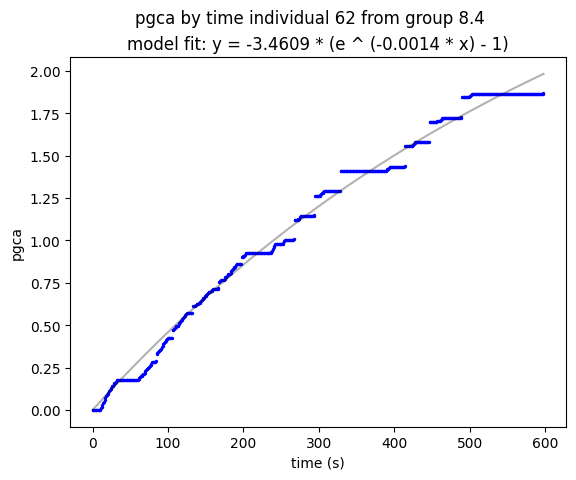 pgca by time individual 62 from group 8.4
model fit: y = -3.4609 * (e ^ (-0.0014 * x) - 1)
2.00
1.75
1.50
1.25
1.00
0.75
0.50
0.25
0.00
pgca
0 100 200 300 400 500 600
time (s)